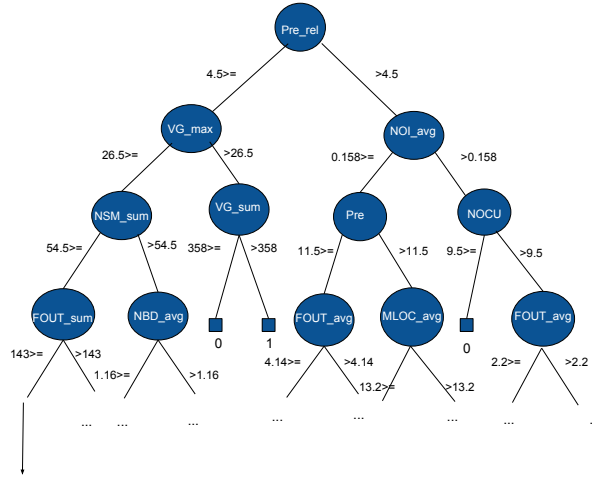 Pre_rel
4.5>=
>4.5
VG_max
NOI_avg
26.5>=
>26.5
0.158>=
>0.158
NSM_sum
VG_sum
Pre
NOCU
54.5>=
>54.5
358>=
>358
11.5>=
>11.5
9.5>=
>9.5
FOUT_sum
NBD_avg
FOUT_avg
MLOC_avg
FOUT_avg
0
1
0
143>=
>143
1.16>=
>1.16
4.14>=
>4.14
13.2>=
>13.2
2.2>=
>2.2
...
...
...
...
...
...
...
...